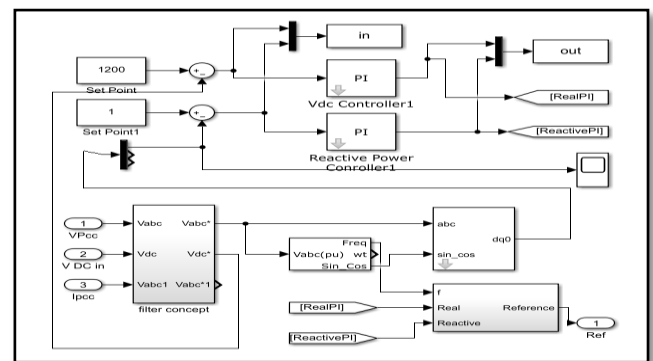 in
out
1200
Set Point
PI
Vdc Controller1
[RealPI]
1
Set Point1
PI
Reactive Power
Conroller1
[ReactivePI]
1
VPcc
2
V DC in
3
Ipcc
Vabc Vabc*
Vdc Vdc*
Vabc1 Vabc*1
filter concept
Freq
Vabc(pu) wt
Sin_Cos
abc
dq0
sin_cos
[RealPI]
[ReactivePI]
f
Real Reference
Reactive
1
Ref